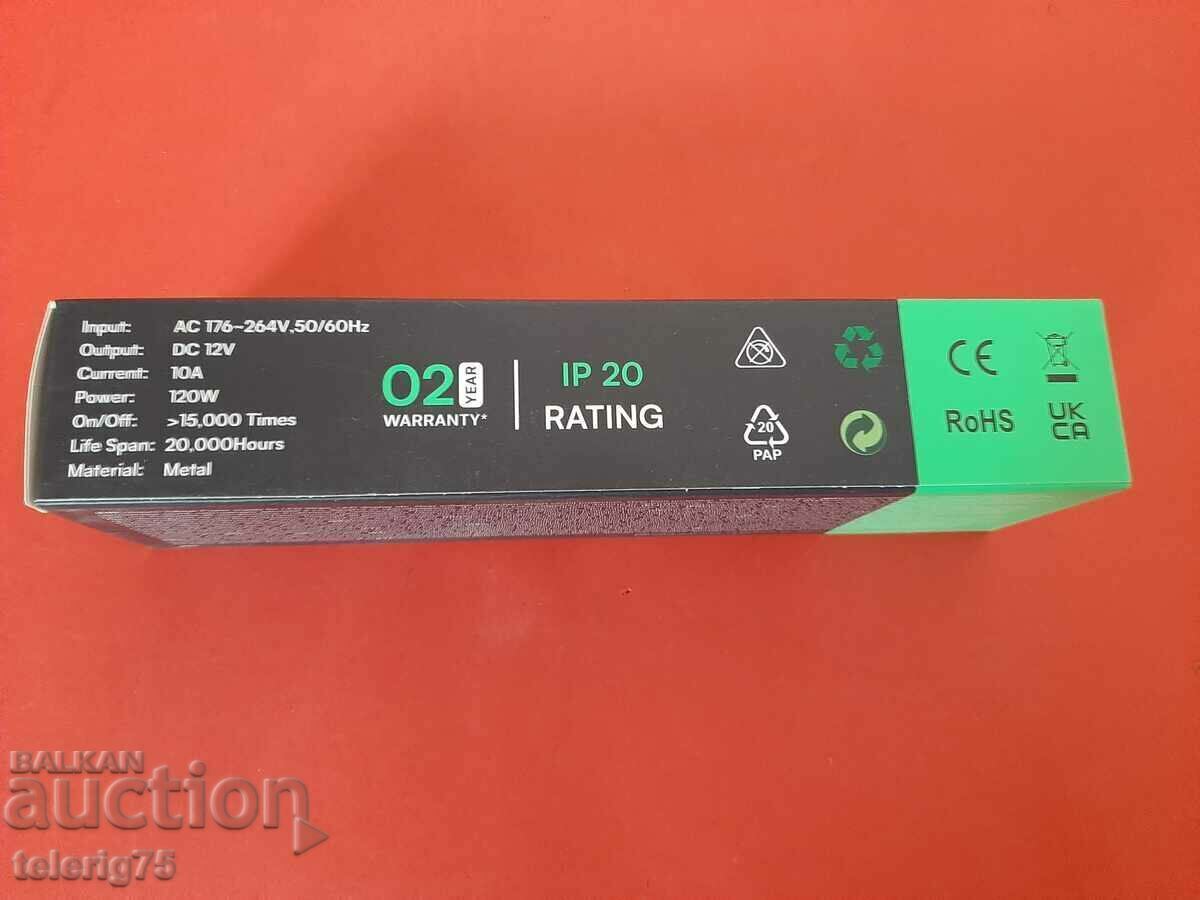 Input: AC 176~264V,50/60Hz
Output: DC 12V
Current: 10A
Power: 120W
On/Off: >15,000 Times
Life Span: 20,000Hours
Material: Metal
02 YEAR
WARRANTY*
IP 20
RATING
20
PAP
CE
RoHS
UK
CA
BALKAN
auction
telerig75